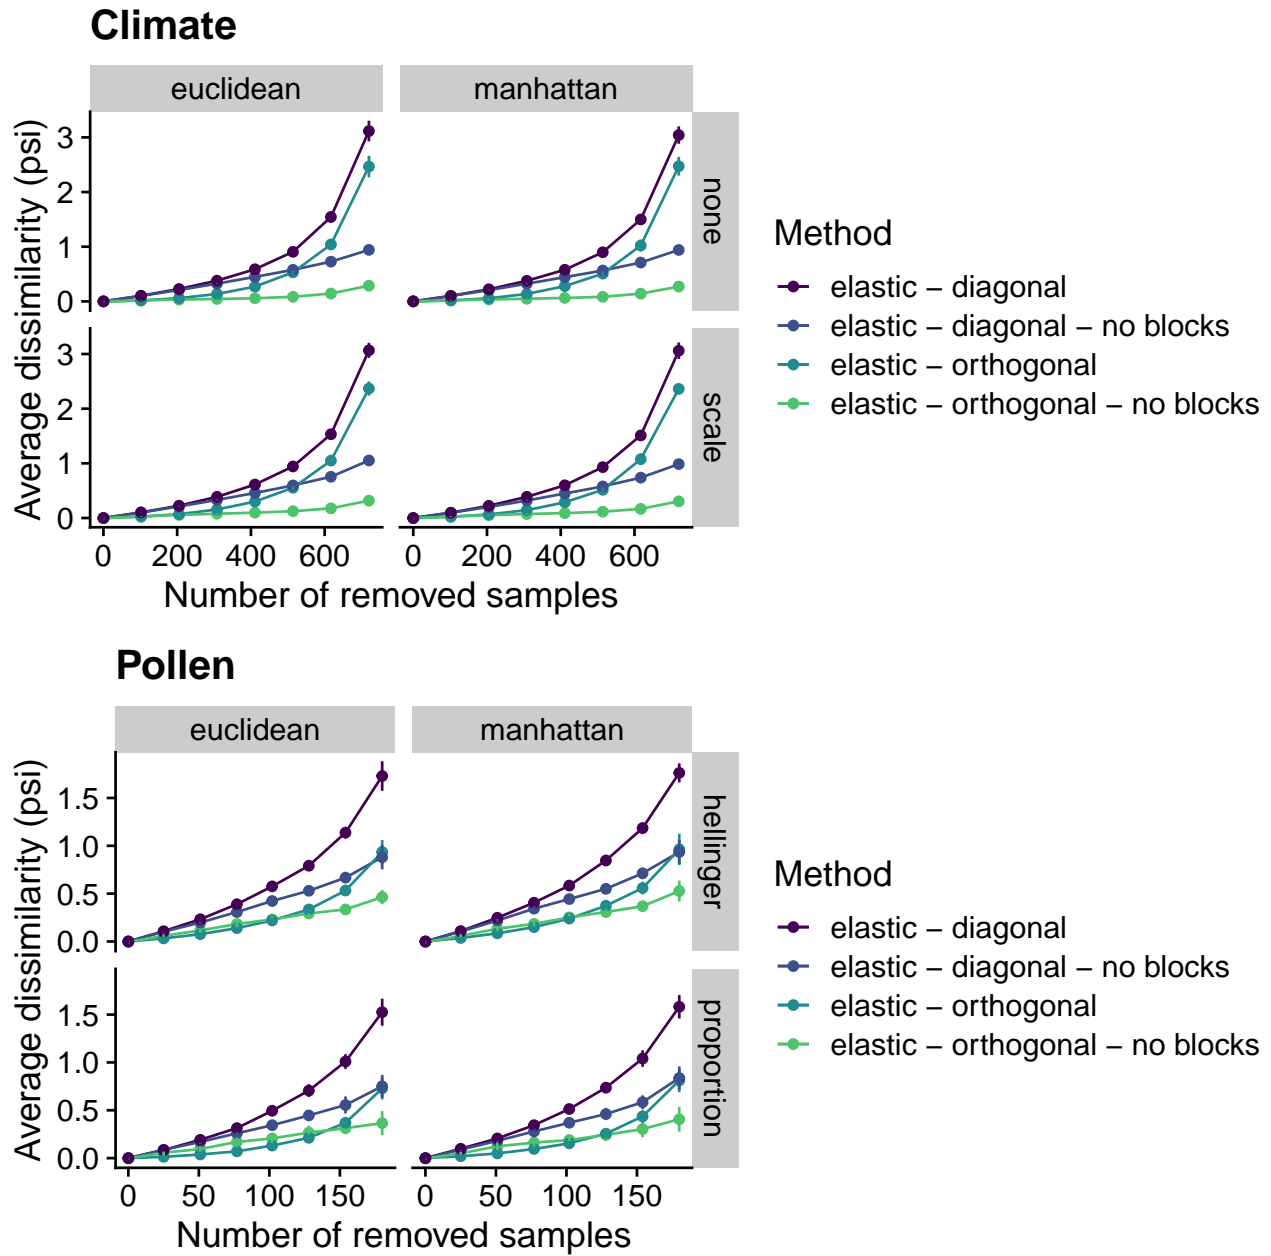 Climate
euclidean
manhattan
Average dissimilarity (psi)
3
2
1
0
none
3
2
1
0
scale
0 200 400 600
0 200 400 600
Number of removed samples
Method
elastic − diagonal
elastic − diagonal − no blocks
elastic − orthogonal
elastic − orthogonal − no blocks
Pollen
euclidean
manhattan
Average dissimilarity (psi)
1.5
1.0
0.5
0.0
hellinger
1.5
1.0
0.5
0.0
proportion
0 50 100 150
0 50 100 150
Number of removed samples
Method
elastic − diagonal
elastic − diagonal − no blocks
elastic − orthogonal
elastic − orthogonal − no blocks